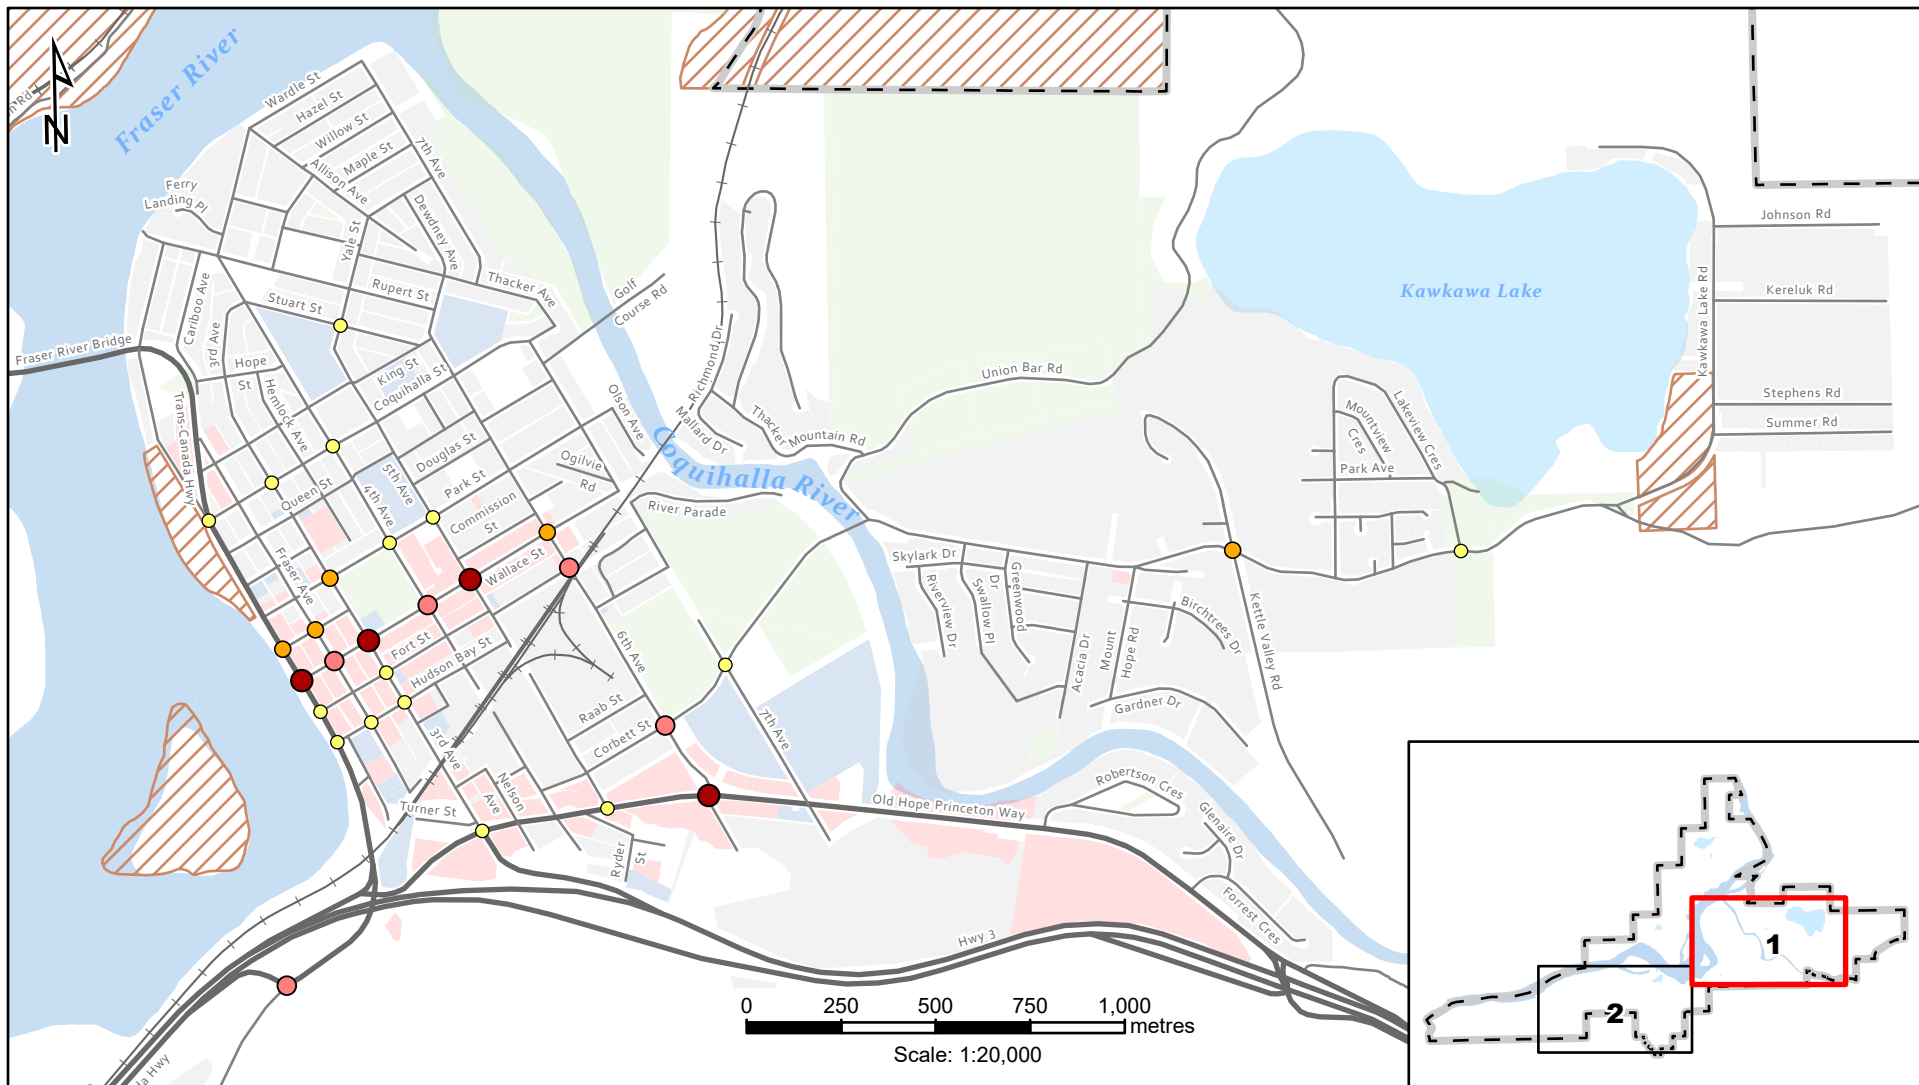 Fraser River
n Rd
N
Wardle St
Hazel St
Willow St
Maple St
Allison Ave
7th Ave
Ferry
Landing Pl
Dewdney Ave
Yale St
Cariboo Ave
3rd Ave
Stuart St
Rupert St
Thacker Ave
Golf
Course Rd
Fraser River Bridge
Hope
St
Hemlock Ave
King St
Coquihalla St
Trans-Canada Hwy
Queen St
5th Ave
4th Ave
Douglas St
Park St
Commission
St
Ogilvie
Rd
Olson Ave
Richmond Dr
Mallard Dr
Thacker
Mountain Rd
Coquihalla River
River Parade
Union Bar Rd
Kawkawa Lake
Kawkawa Lake Rd
Johnson Rd
Kereluk Rd
Stephens Rd
Summer Rd
Lakeview Cres
Mountview
Cres
Park Ave
Fraser Ave
Wallace St
Fort St
Hudson Bay St
6th Ave
Raab St
Corbett St
3rd Ave
Nelson
Ave
Turner St
7th Ave
Ryder
St
Skylark Dr
Riverview Dr
Swallow Pl
Dr
Greenwood
Acacia Dr
Mount
Hope Rd
Birchtrees Dr
Gardner Dr
Kettle Valley Rd
Robertson Cres
Glenaire Dr
Forrest Cres
Old Hope Princeton Way
Hwy 3
da Hwy
0 250 500 750 1,000
metres
Scale: 1:20,000
1
2